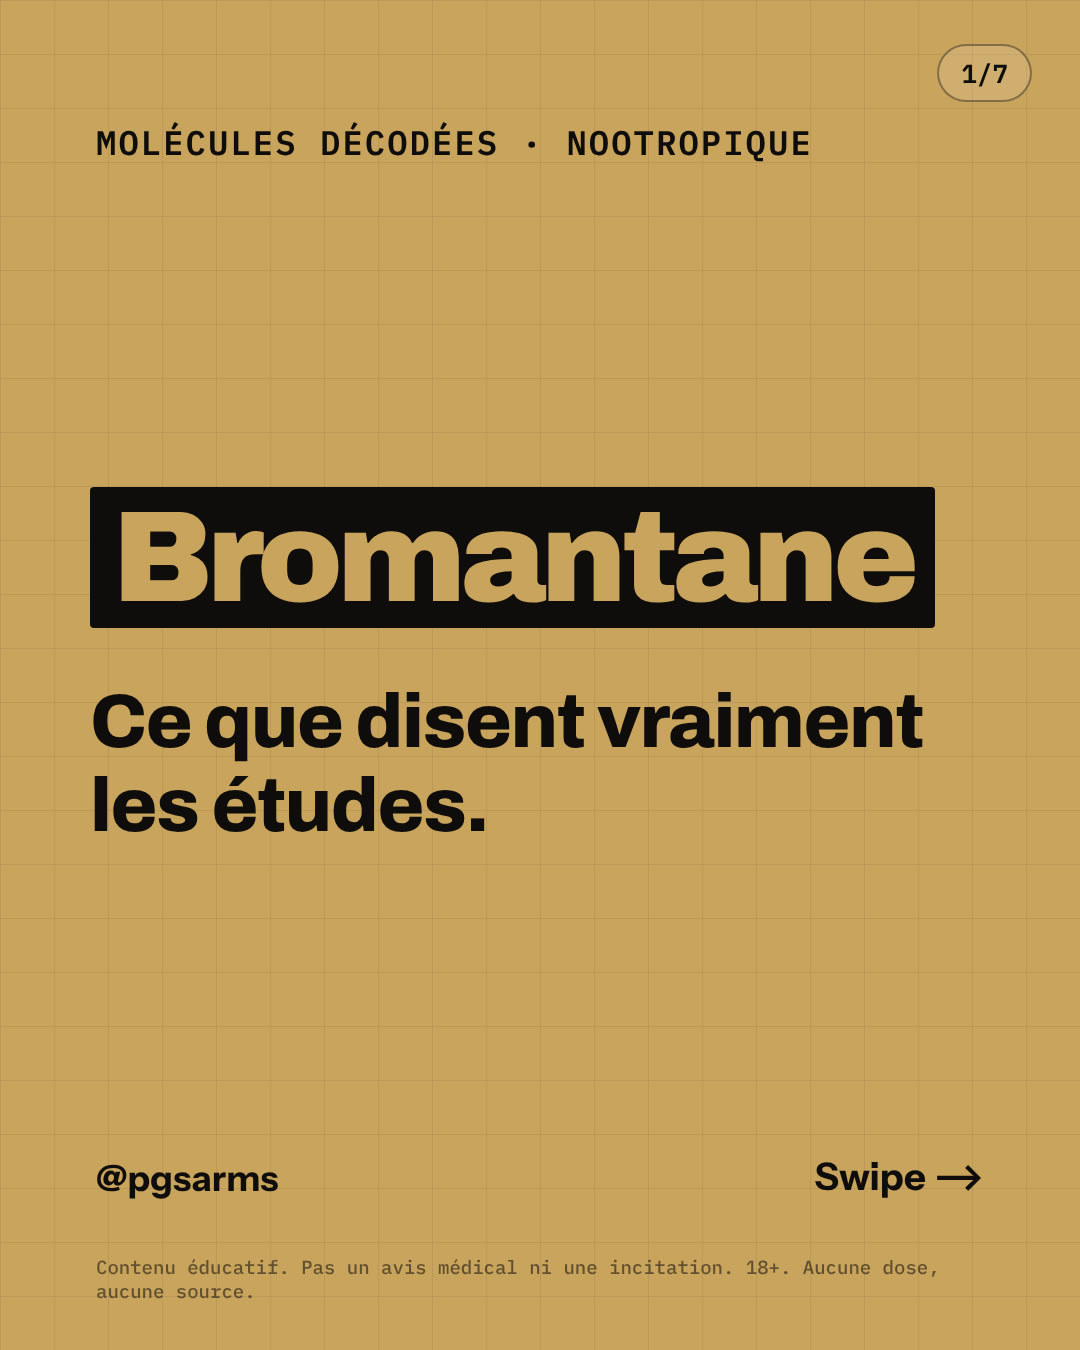 1/7
MOLÉCULES DÉCODÉES · NOOTROPIQUE
Bromantane
Ce que disent vraiment
les études.
@pgsarms
Swipe →
Contenu éducatif. Pas un avis médical ni une incitation. 18+. Aucune dose,
aucune source.